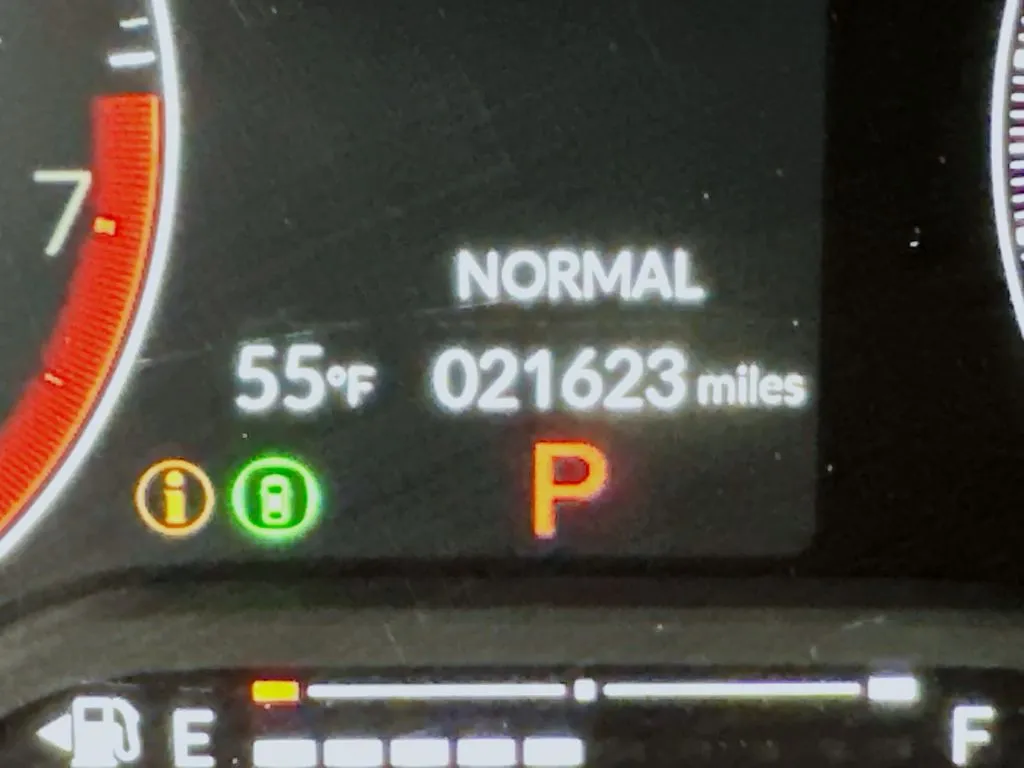 7
NORMAL
55°F 021623 miles
i P
E F